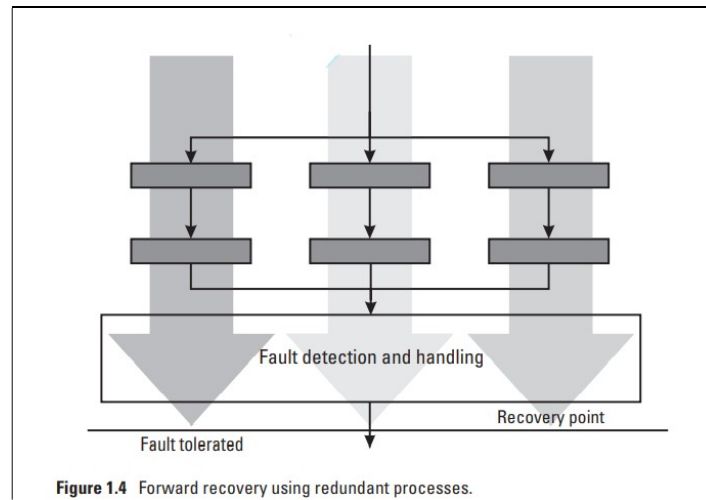 Fault detection and handling
Recovery point
Fault tolerated
Figure 1.4 Forward recovery using redundant processes.